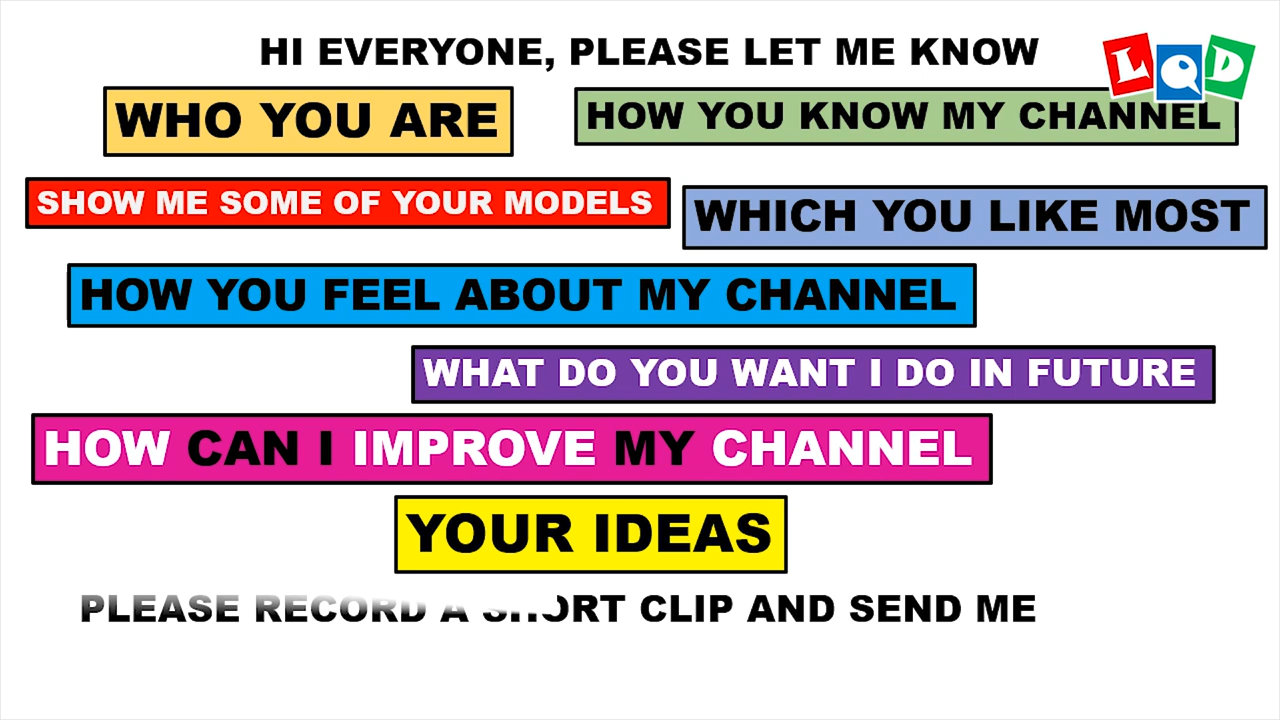 HI EVERYONE, PLEASE LET ME KNOW
LQD
WHO YOU ARE
HOW YOU KNOW MY CHANNEL
SHOW ME SOME OF YOUR MODELS
WHICH YOU LIKE MOST
HOW YOU FEEL ABOUT MY CHANNEL
WHAT DO YOU WANT I DO IN FUTURE
HOW CAN I IMPROVE MY CHANNEL
YOUR IDEAS
PLEASE RECORD A SHORT CLIP AND SEND ME